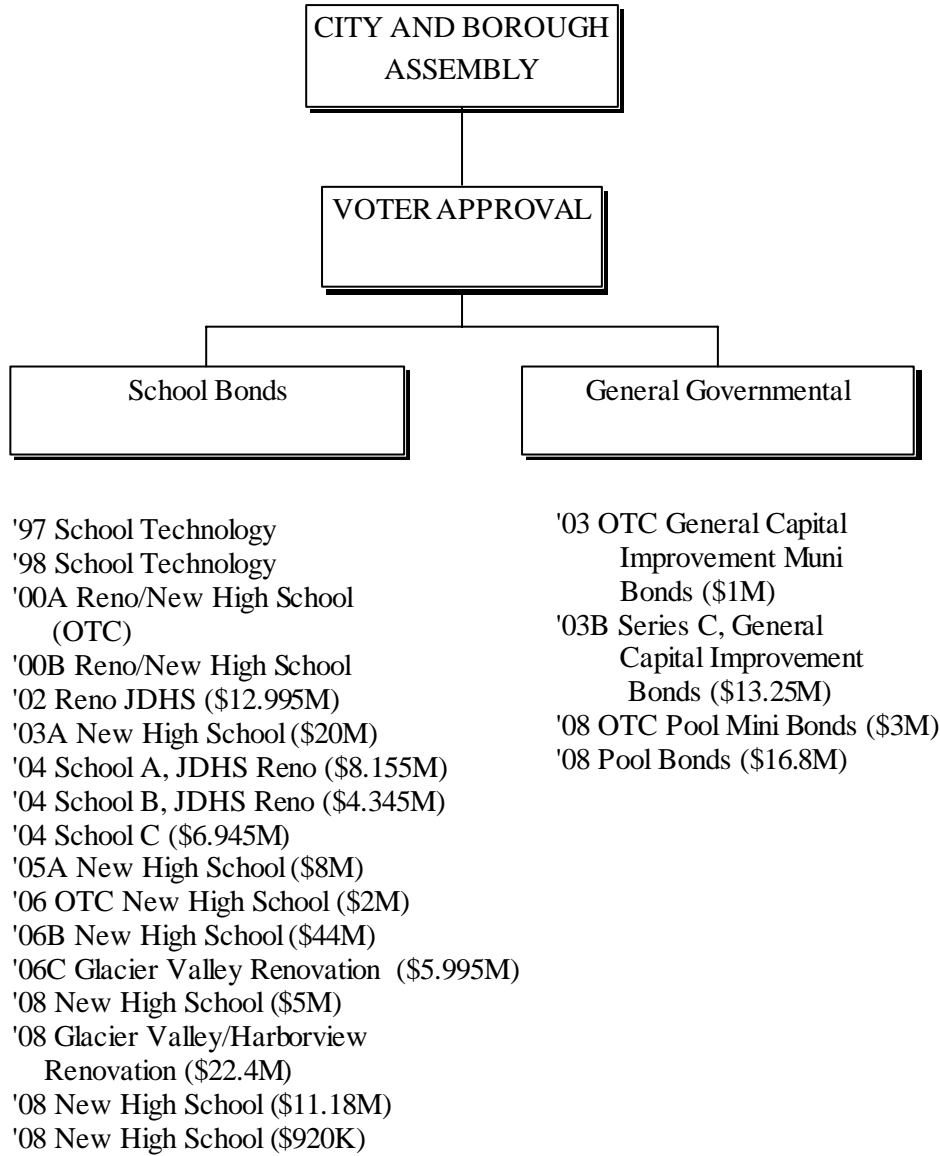 CITY AND BOROUGH
ASSEMBLY
VOTER APPROVAL
School Bonds
General Governmental
'97 School Technology
'98 School Technology
'00A Reno/New High School
(OTC)
'00B Reno/New High School
'02 Reno JDHS ($12.995M)
'03A New High School ($20M)
'04 School A, JDHS Reno ($8.155M)
'04 School B, JDHS Reno ($4.345M)
'04 School C ($6.945M)
'05A New High School ($8M)
'06 OTC New High School ($2M)
'06B New High School ($44M)
'06C Glacier Valley Renovation ($5.995M)
'08 New High School ($5M)
'08 Glacier Valley/Harborview
Renovation ($22.4M)
'08 New High School ($11.18M)
'08 New High School ($920K)
'03 OTC General Capital
Improvement Muni
Bonds ($1M)
'03B Series C, General
Capital Improvement
Bonds ($13.25M)
'08 OTC Pool Mini Bonds ($3M)
'08 Pool Bonds ($16.8M)